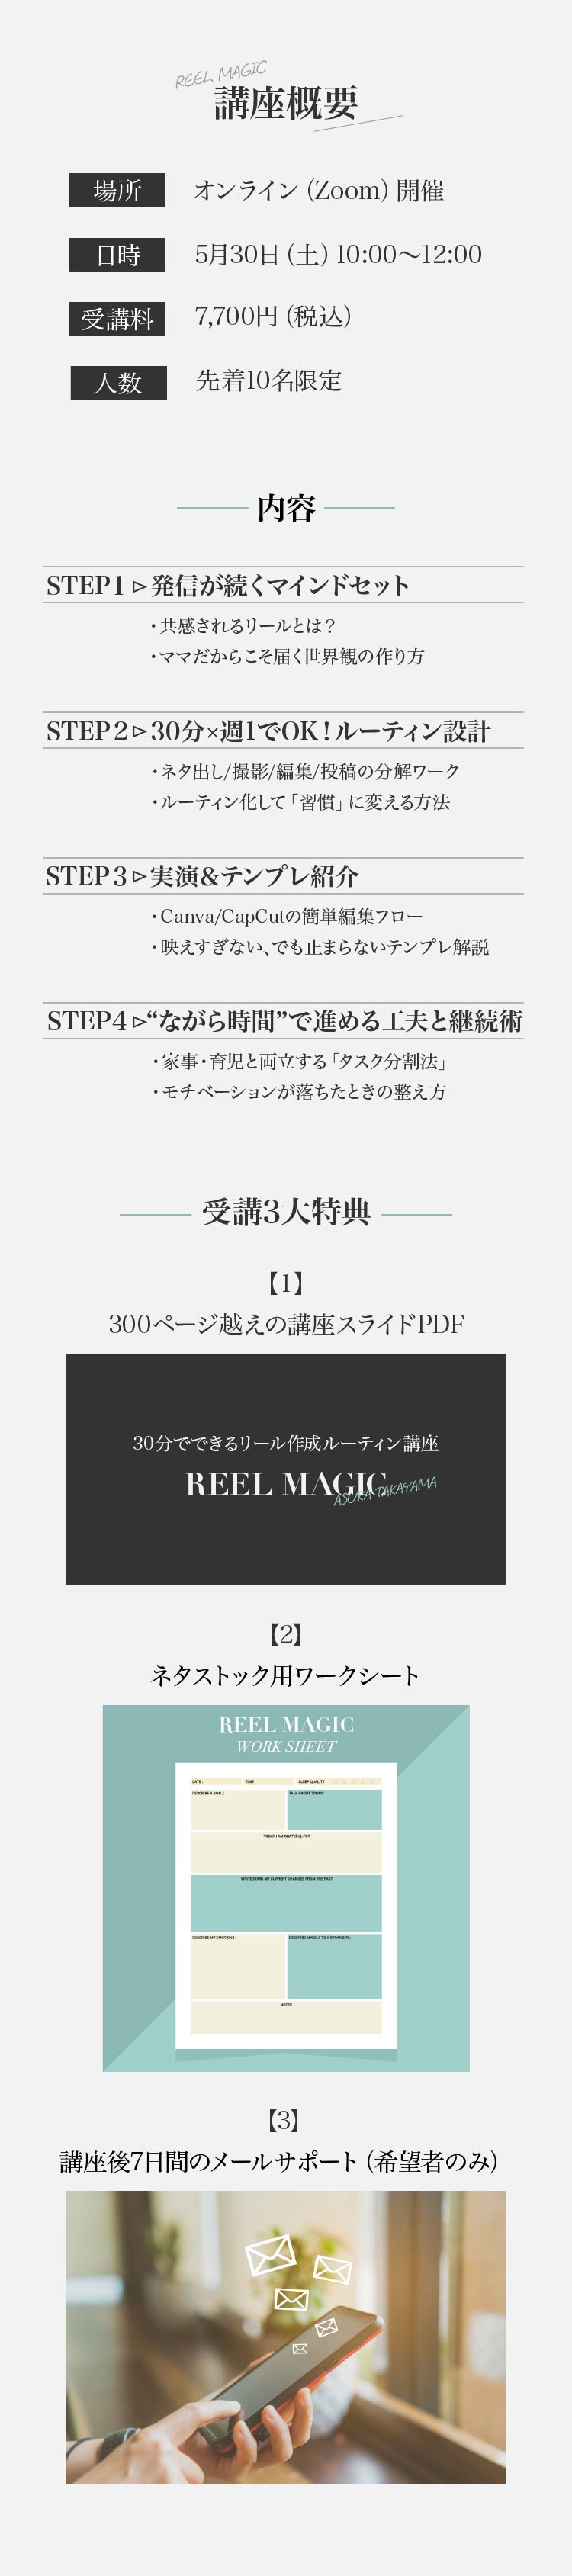 REEL MAGIC
講座概要
場所 オンライン（Zoom）開催
日時 5月30日（土）10:00〜12:00
受講料 7,700円（税込）
人数 先着10名限定
内容
STEP1 ▷ 発信が続くマインドセット
・共感されるリールとは？
・ママだからこそ届く世界観の作り方
STEP2 ▷ 30分×週1でOK！ルーティン設計
・ネタ出し/撮影/編集/投稿の分解ワーク
・ルーティン化して「習慣」に変える方法
STEP3 ▷ 実演&テンプレ紹介
・Canva/CapCutの簡単編集フロー
・映えすぎない、でも止まらないテンプレ解説
STEP4 ▷“ながら時間”で進める工夫と継続術
・家事・育児と両立する「タスク分割法」
・モチベーションが落ちたときの整え方
受講3大特典
【1】
300ページ越えの講座スライドPDF
30分でできるリール作成ルーティン講座
REEL MAGIC
ASUKA TAKAYAMA
【2】
ネタストック用ワークシート
REEL MAGIC
WORK SHEET
DATE: TIME: SLEEP QUALITY:
DESCRIBE A GOAL: TALK ABOUT TODAY:
TODAY I AM GRATEFUL FOR
WRITE DOWN MY CURRENT CHANGES FROM THE PAST
DESCRIBE MY EMOTIONS: DESCRIBE MYSELF TO A STRANGER:
NOTES
【3】
講座後7日間のメールサポート（希望者のみ）